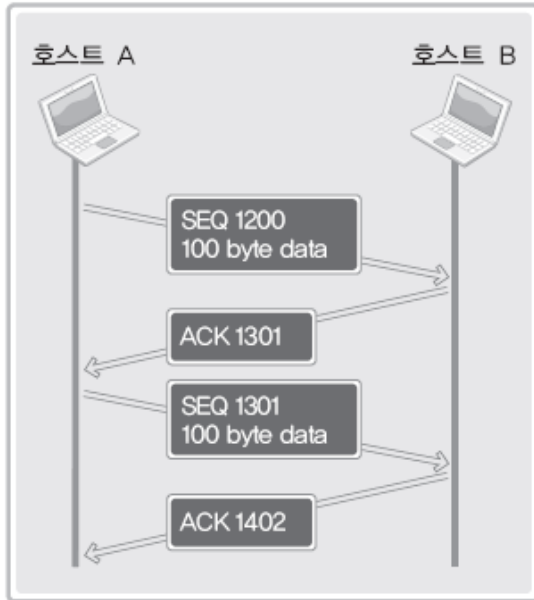 호스트 A
호스트 B
SEQ 1200
100 byte data
ACK 1301
SEQ 1301
100 byte data
ACK 1402